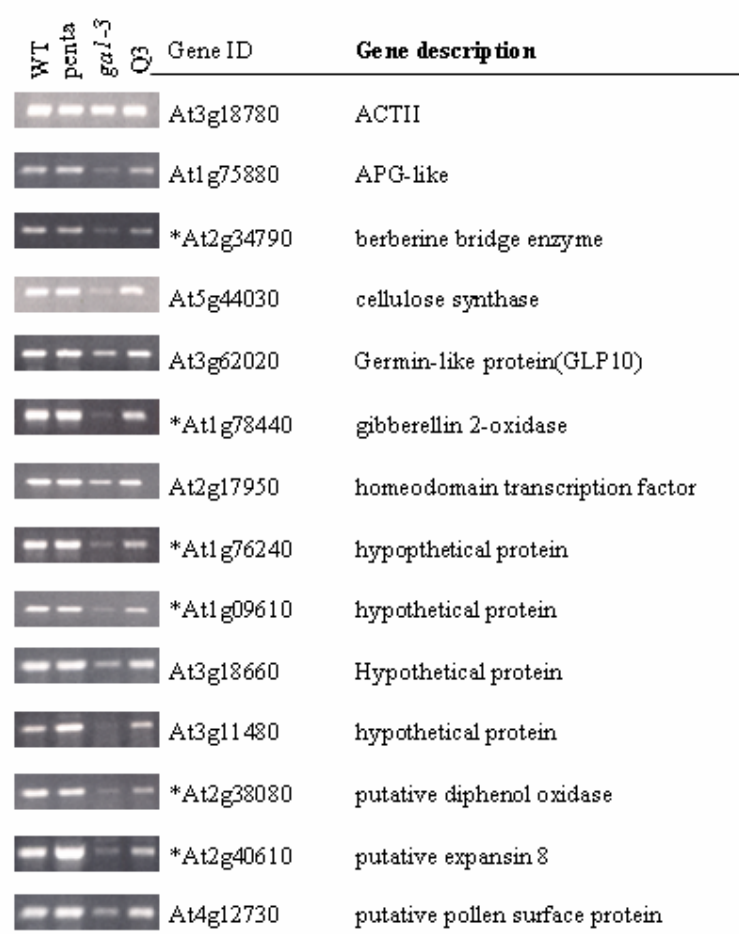 WT penta ga1-3 Q3 Gene ID Gene description
At3g18780 ACTII
At1g75880 APG-like
*At2g34790 berberine bridge enzyme
At5g44030 cellulose synthase
At3g62020 Germin-like protein(GLP10)
*At1g78440 gibberellin 2-oxidase
At2g17950 homeodomain transcription factor
*At1g76240 hypopthetical protein
*At1g09610 hypothetical protein
At3g18660 Hypothetical protein
At3g11480 hypothetical protein
*At2g38080 putative diphenol oxidase
*At2g40610 putative expansin 8
At4g12730 putative pollen surface protein